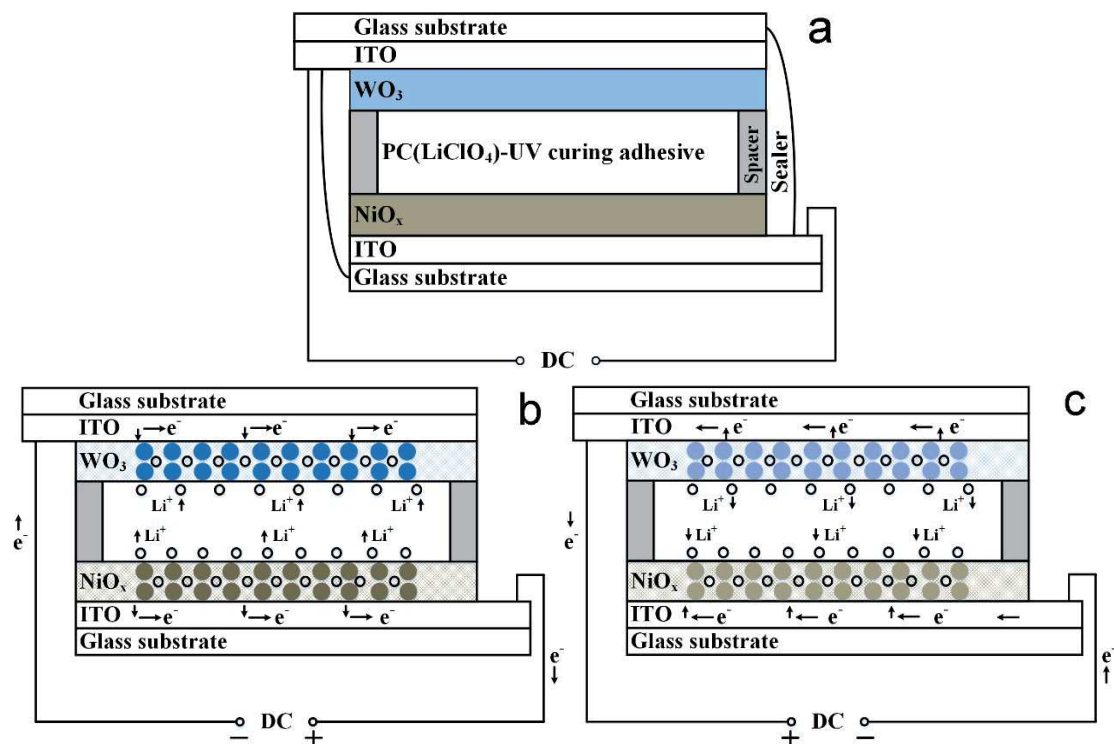 a
Glass substrate
ITO
WO₃
PC(LiClO₄)-UV curing adhesive
Spacer
Sealer
NiOₓ
ITO
Glass substrate
DC
b
Glass substrate
ITO e⁻ e⁻ e⁻
WO₃
Li⁺ Li⁺ Li⁺
Li⁺ Li⁺ Li⁺
e⁻
NiOₓ
ITO e⁻ e⁻ e⁻
Glass substrate
e⁻
− DC +
c
Glass substrate
ITO e⁻ e⁻ e⁻
WO₃
Li⁺ Li⁺ Li⁺
Li⁺ Li⁺ Li⁺
e⁻
NiOₓ
ITO e⁻ e⁻ e⁻
Glass substrate
e⁻
+ DC −